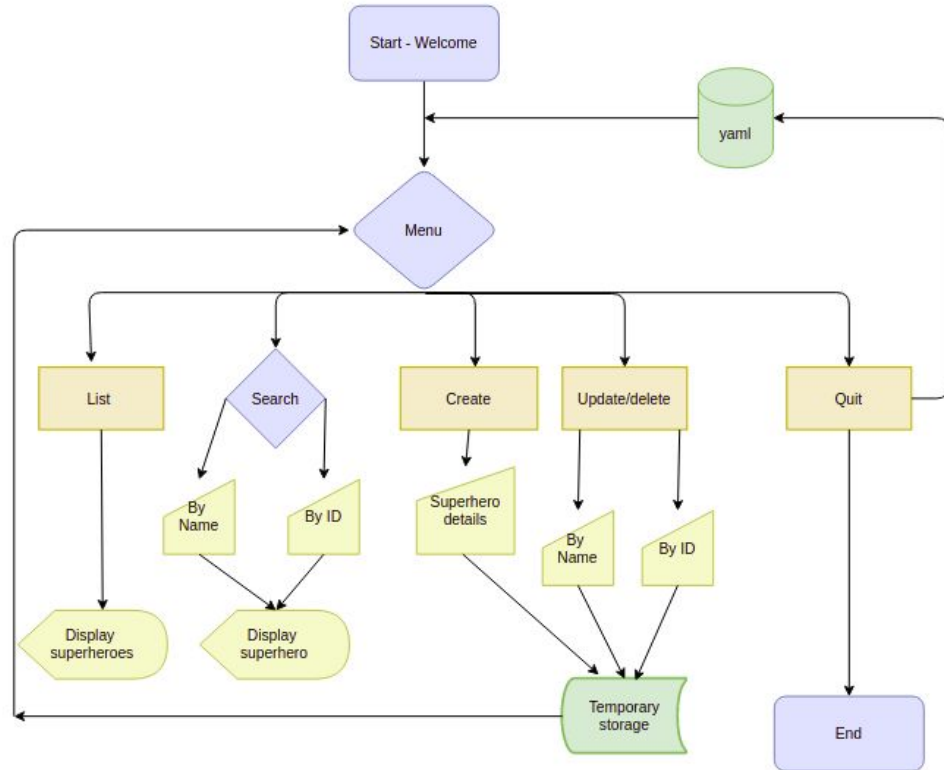 Start - Welcome
yaml
Menu
List
Search
Create
Update/delete
Quit
By
Name
By ID
Superhero
details
By
Name
By ID
Display
superheroes
Display
superhero
Temporary
storage
End